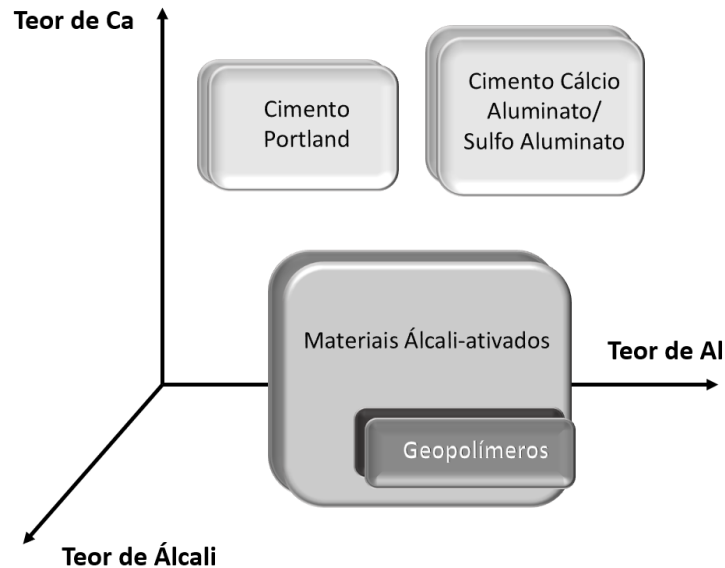 Teor de Ca
Cimento
Portland
Cimento Cálcio
Aluminato/
Sulfo Aluminato
Materiais Álcali-ativados
Teor de Al
Geopolímeros
Teor de Álcali